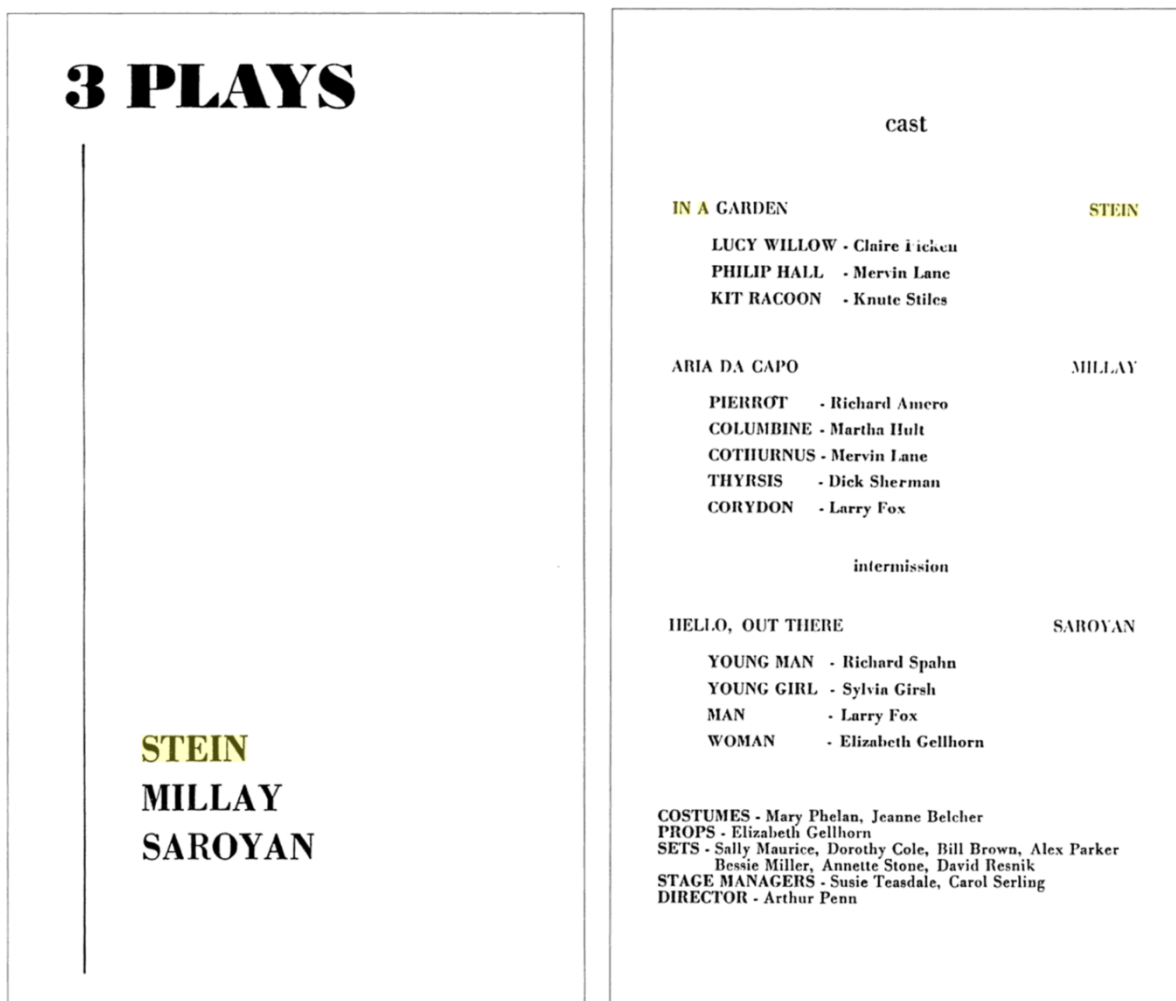 3 PLAYS
STEIN
MILLAY
SAROYAN
cast
IN A GARDEN STEIN
LUCY WILLOW - Claire
PHILIP HALL - Mervin Lane
KIT RACOON - Knute Stiles
ARIA DA CAPO MILLAY
PIERROT - Richard Amero
COLUMBINE - Martha Hult
COTHURNUS - Mervin Lane
THYRSIS - Dick Sherman
CORYDON - Larry Fox
intermission
HELLO, OUT THERE SAROYAN
YOUNG MAN - Richard Spahn
YOUNG GIRL - Sylvia Girsh
MAN - Larry Fox
WOMAN - Elizabeth Gellhorn
COSTUMES - Mary Phelan, Jeanne Belcher
PROPS - Elizabeth Gellhorn
SETS - Sally Maurice, Dorothy Cole, Bill Brown, Alex Parker
Bessie Miller, Annette Stone, David Resnik
STAGE MANAGERS - Susie Teasdale, Carol Serling
DIRECTOR - Arthur Penn